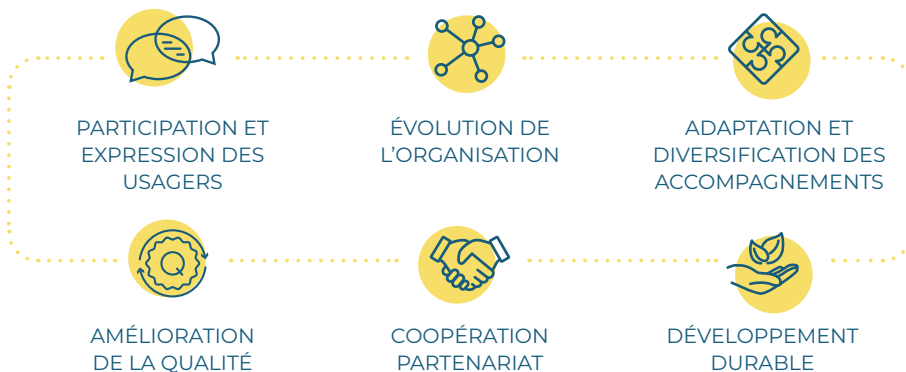 PARTICIPATION ET
EXPRESSION DES
USAGERS
ÉVOLUTION DE
L'ORGANISATION
ADAPTATION ET
DIVERSIFICATION DES
ACCOMPAGNEMENTS
Q
AMÉLIORATION
DE LA QUALITÉ
COOPÉRATION
PARTENARIAT
DÉVELOPPEMENT
DURABLE